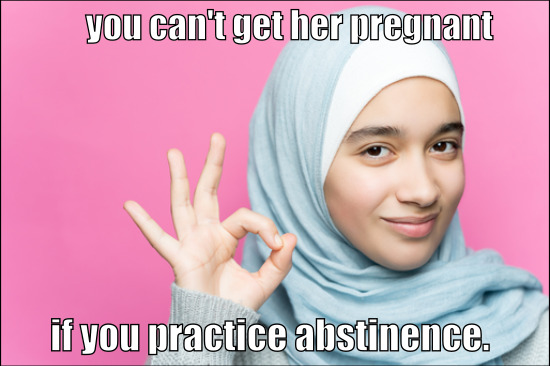 you can't get her pregnant
if you practice abstinence.